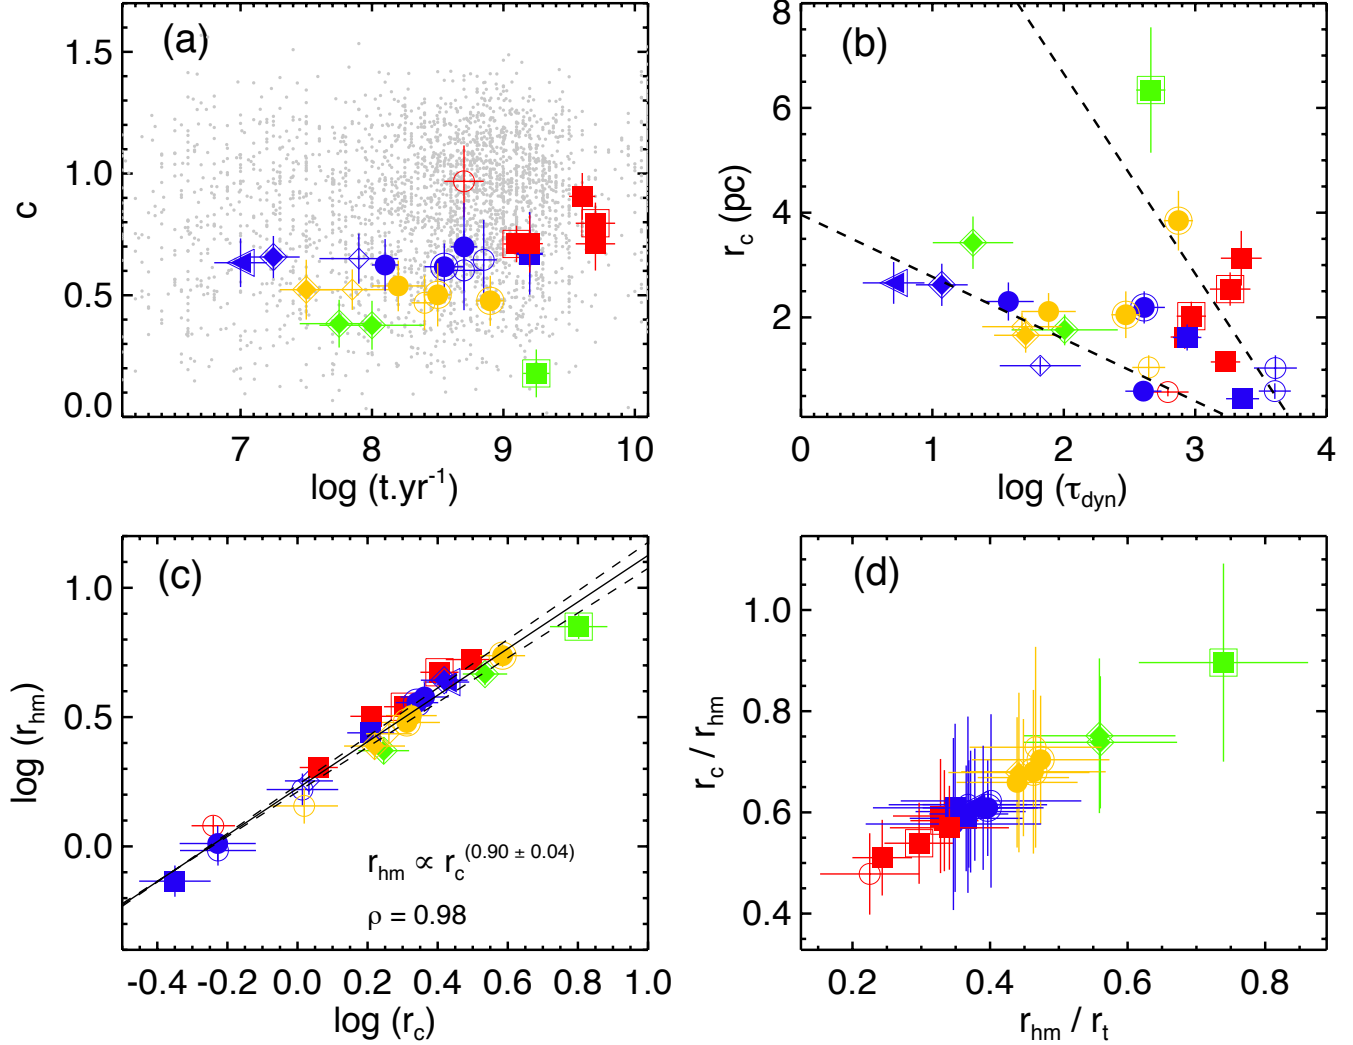 (a)
1.5
1.0
0.5
0.0
c
7 8 9 10
log (t.yr⁻¹)
(b)
8
6
4
2
r_c (pc)
0 1 2 3 4
log (τ_dyn)
(c)
1.0
0.5
0.0
log (r_hm)
r_hm ∝ r_c^(0.90 ± 0.04)
ρ = 0.98
-0.4 -0.2 0.0 0.2 0.4 0.6 0.8 1.0
log (r_c)
(d)
1.0
0.8
0.6
0.4
r_c / r_hm
0.2 0.4 0.6 0.8
r_hm / r_t